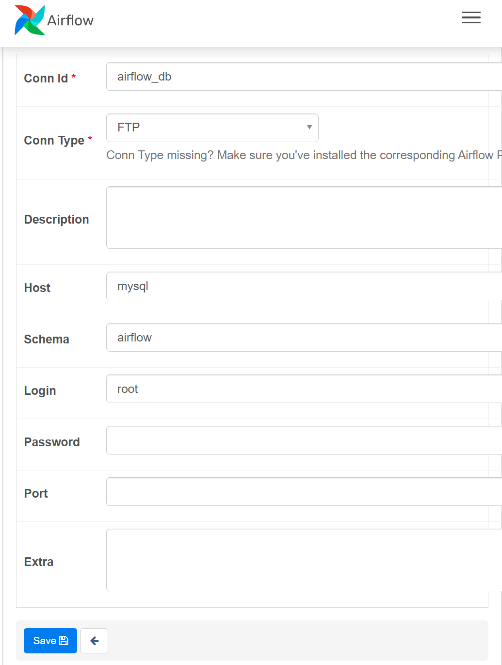 Airflow
Conn Id *
airflow_db
Conn Type *
FTP
Conn Type missing? Make sure you've installed the corresponding Airflow
Description
Host
mysql
Schema
airflow
Login
root
Password
Port
Extra
Save